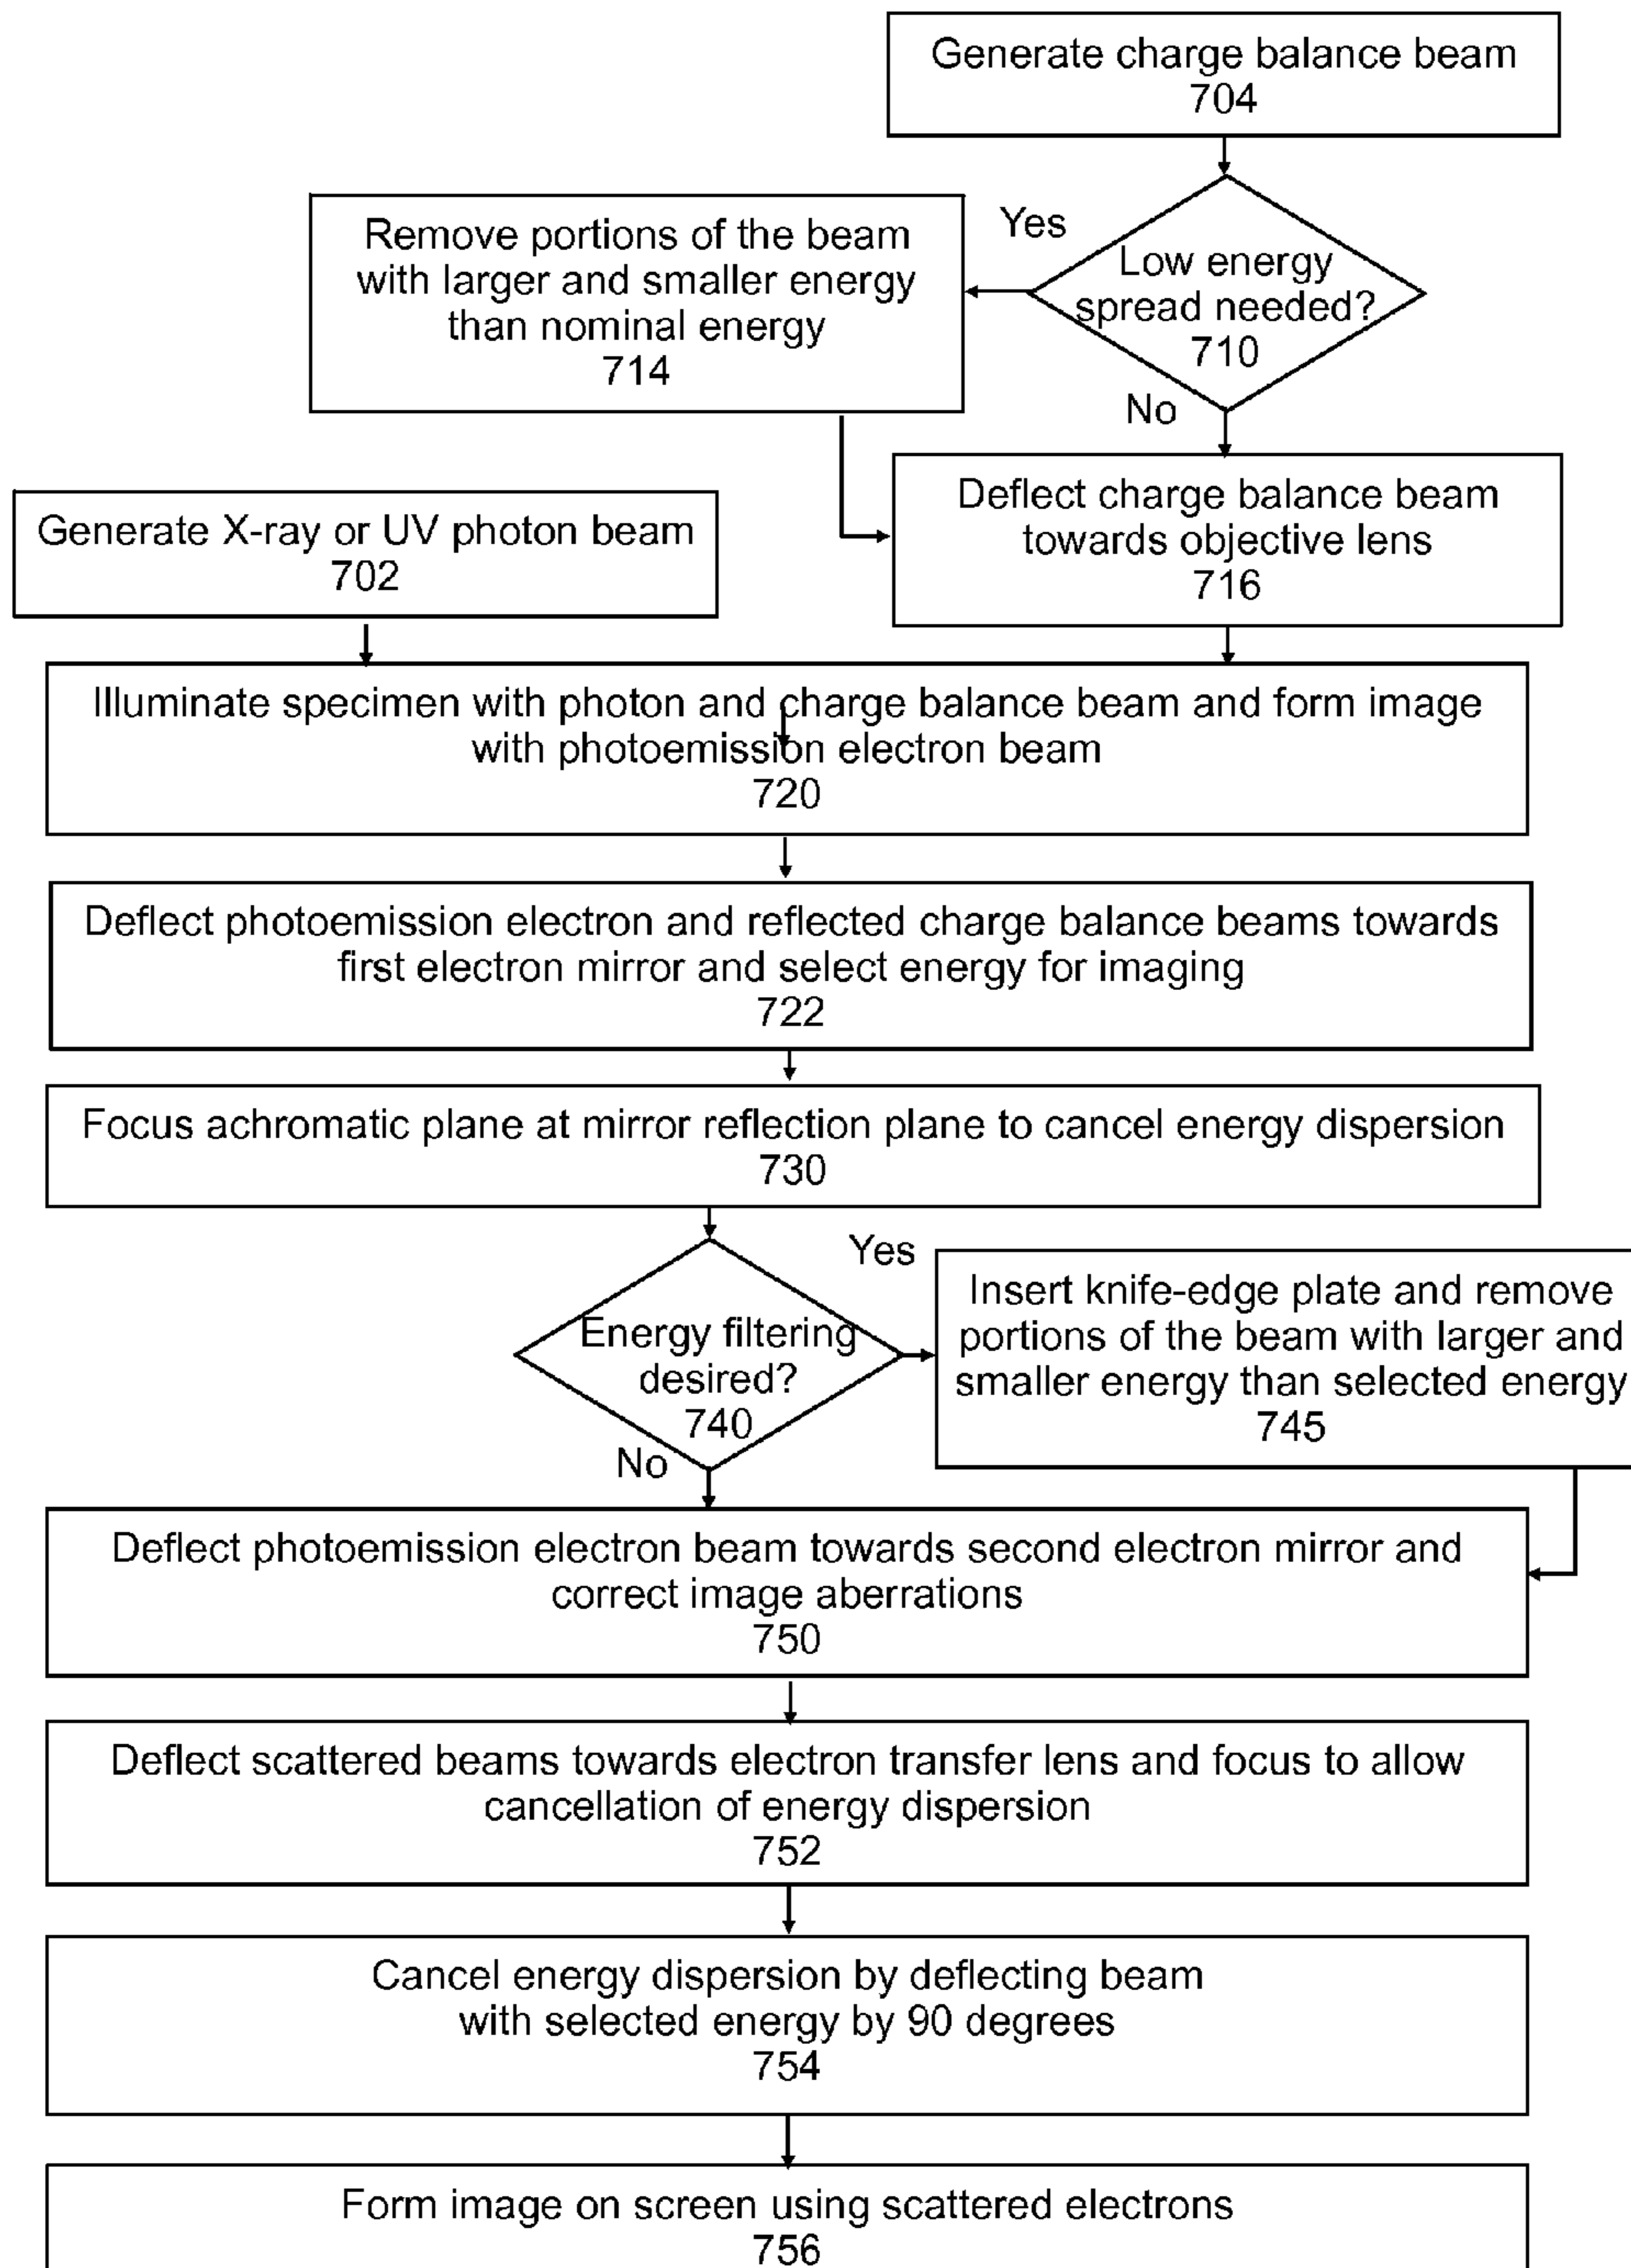 Generate charge balance beam
704
Yes
Low energy
spread needed?
710
Remove portions of the beam
with larger and smaller energy
than nominal energy
714
No
Deflect charge balance beam
towards objective lens
716
Generate X-ray or UV photon beam
702
Illuminate specimen with photon and charge balance beam and form image
with photoemission electron beam
720
Deflect photoemission electron and reflected charge balance beams towards
first electron mirror and select energy for imaging
722
Focus achromatic plane at mirror reflection plane to cancel energy dispersion
730
Yes
Energy filtering
desired?
740
Insert knife-edge plate and remove
portions of the beam with larger and
smaller energy than selected energy
745
No
Deflect photoemission electron beam towards second electron mirror and
correct image aberrations
750
Deflect scattered beams towards electron transfer lens and focus to allow
cancellation of energy dispersion
752
Cancel energy dispersion by deflecting beam
with selected energy by 90 degrees
754
Form image on screen using scattered electrons
756